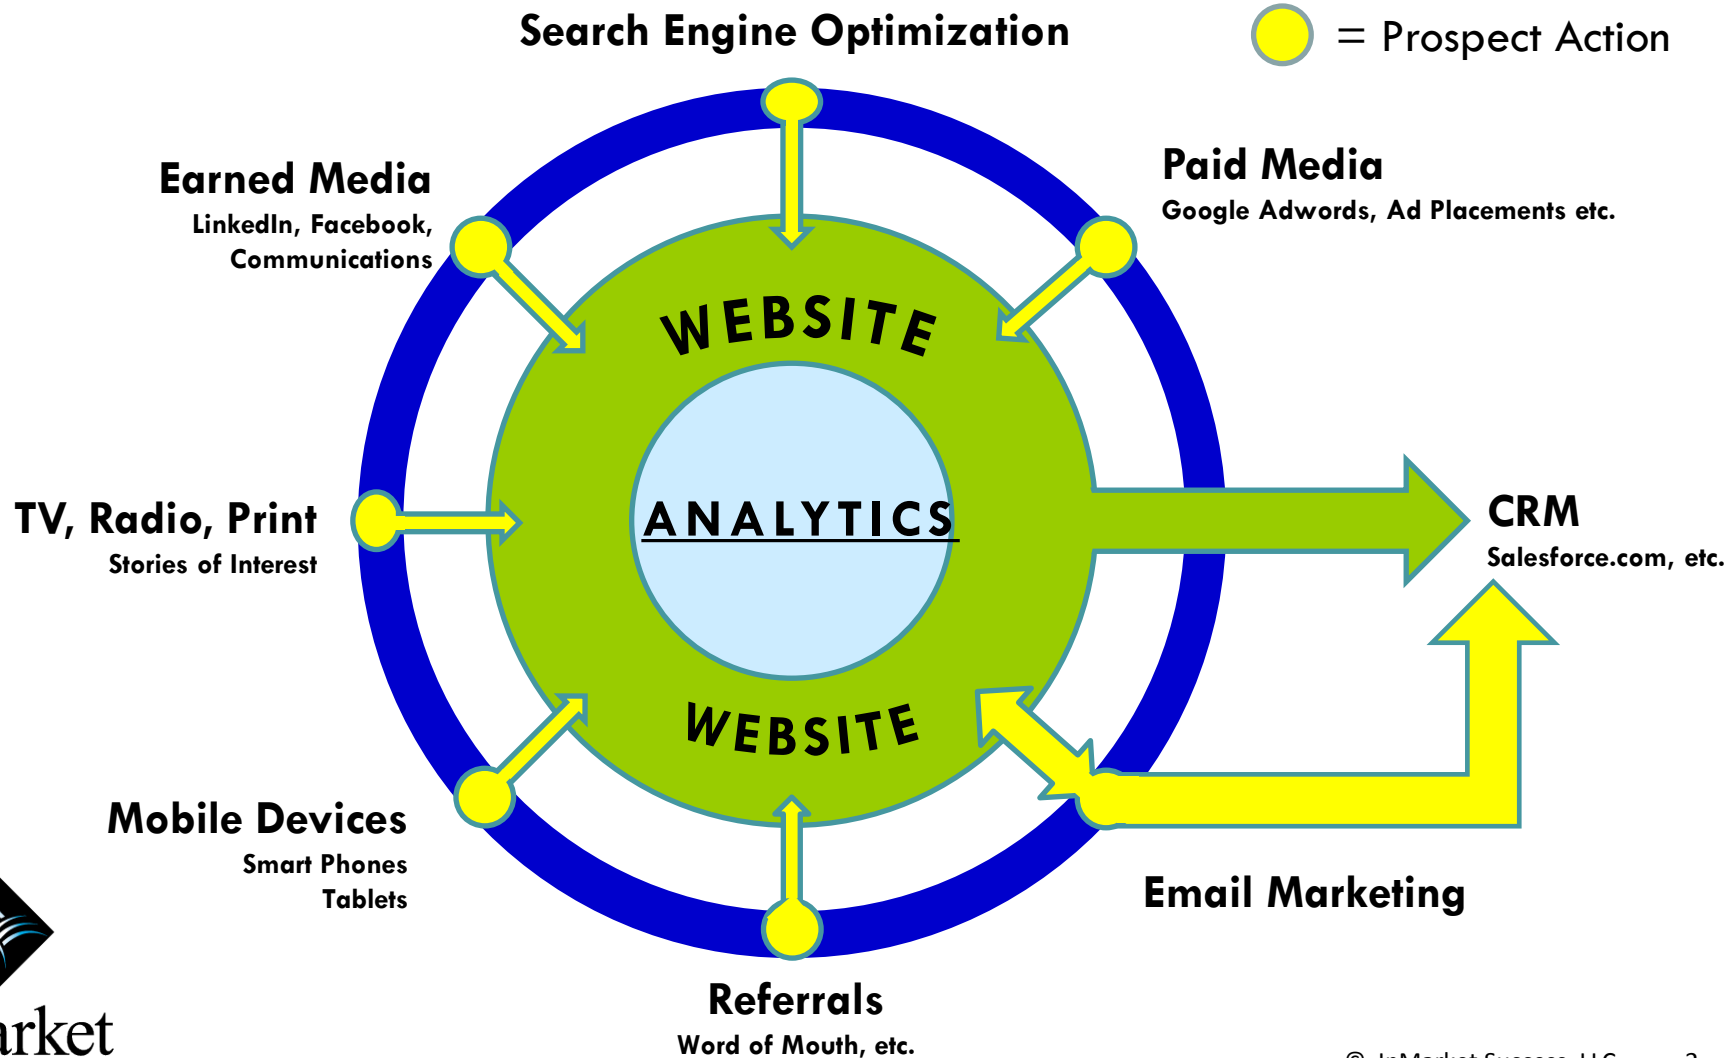 Search Engine Optimization
= Prospect Action
Earned Media
LinkedIn, Facebook,
Communications
Paid Media
Google Adwords, Ad Placements etc.
WEBSITE
ANALYTICS
TV, Radio, Print
Stories of Interest
CRM
Salesforce.com, etc.
WEBSITE
Mobile Devices
Smart Phones
Tablets
Email Marketing
Referrals
Word of Mouth, etc.
arket